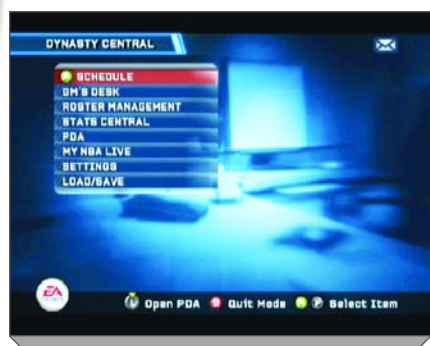 DYNASTY CENTRAL
SCHEDULE
GM'S DESK
ROSTER MANAGEMENT
STATS CENTRAL
PDA
MY NBA LIVE
SETTINGS
LOAD/SAVE
EA
Open PDA Quit Mode Select Item